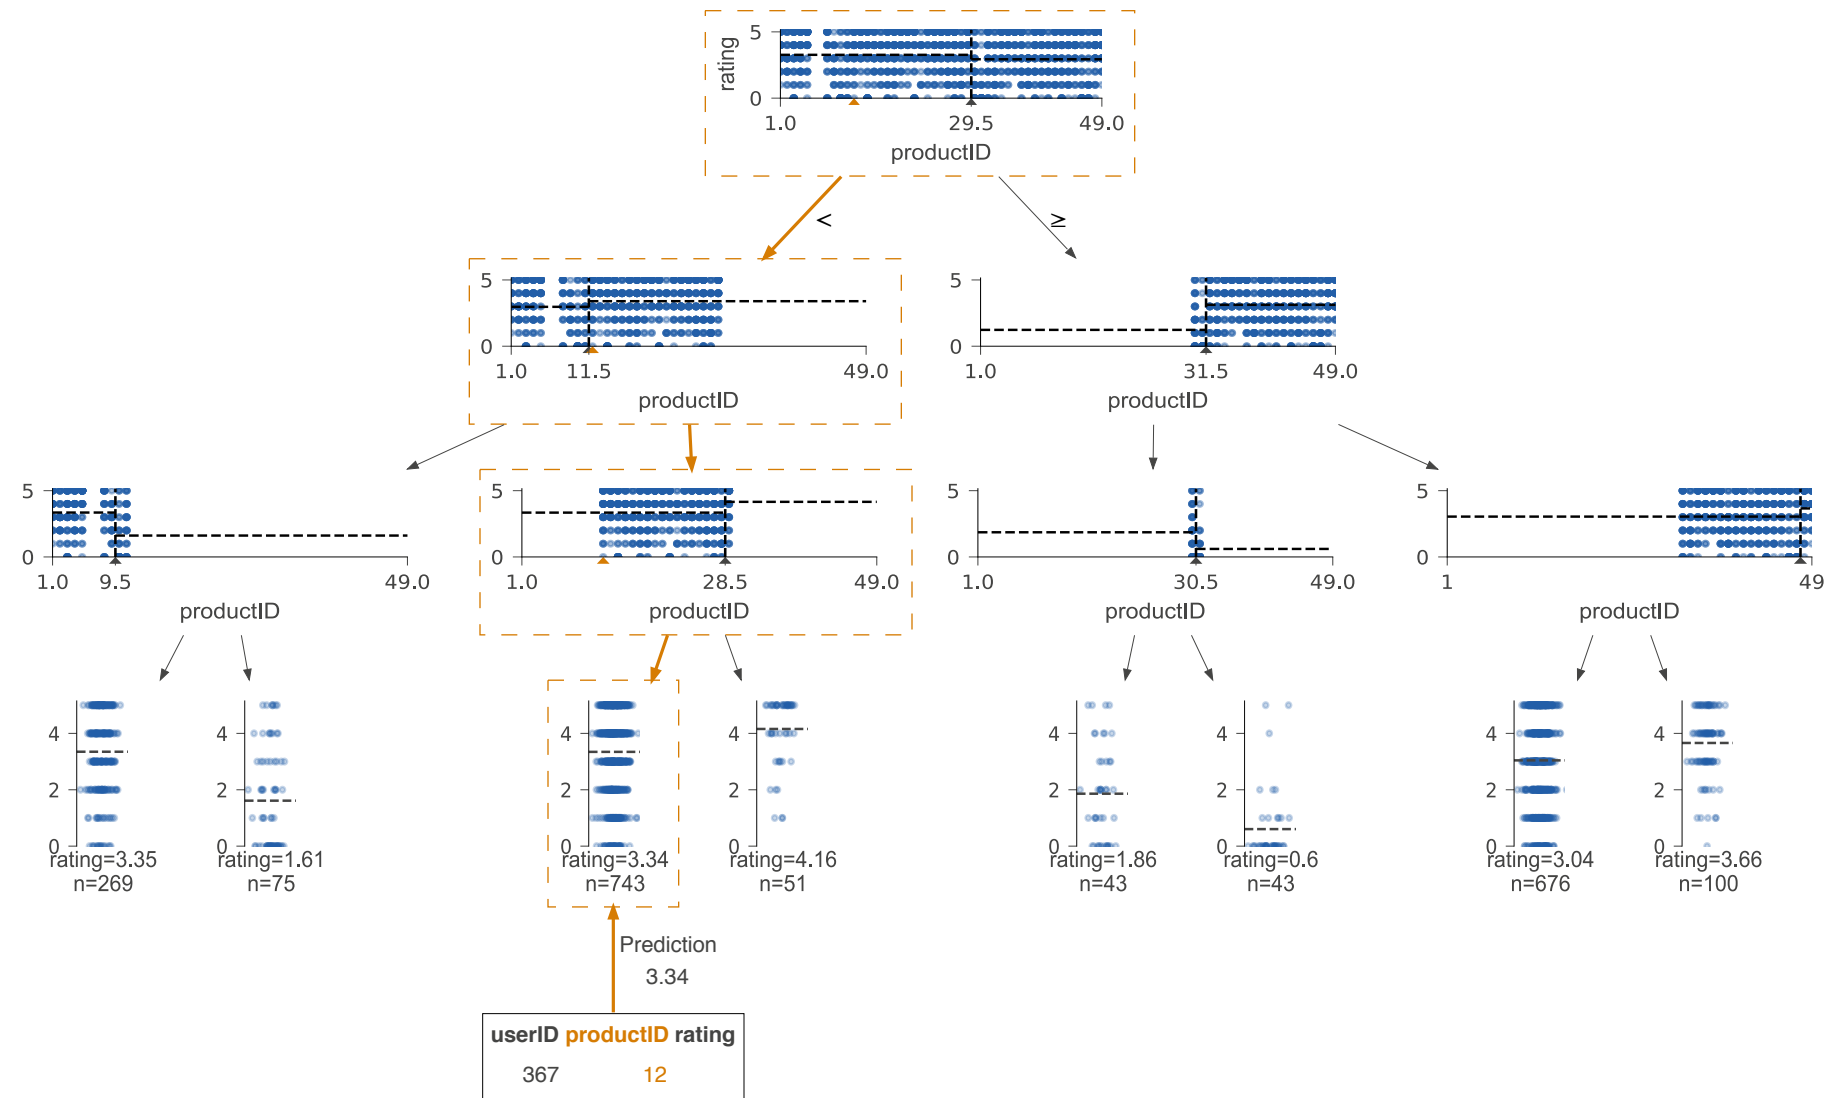 rating
5
0
1.0 29.5 49.0
productID
< ≥
5
0
1.0 11.5 49.0
productID
5
0
1.0 31.5 49.0
productID
5
0
1.0 9.5 49.0
productID
5
0
1.0 28.5 49.0
productID
5
0
1.0 30.5 49.0
productID
5
0
1 49
productID
4
2
0
rating=3.35
n=269
4
2
0
rating=1.61
n=75
4
2
0
rating=3.34
n=743
4
2
0
rating=4.16
n=51
4
2
0
rating=1.86
n=43
4
2
0
rating=0.6
n=43
4
2
0
rating=3.04
n=676
4
2
0
rating=3.66
n=100
Prediction
3.34
userID productID rating
367 12